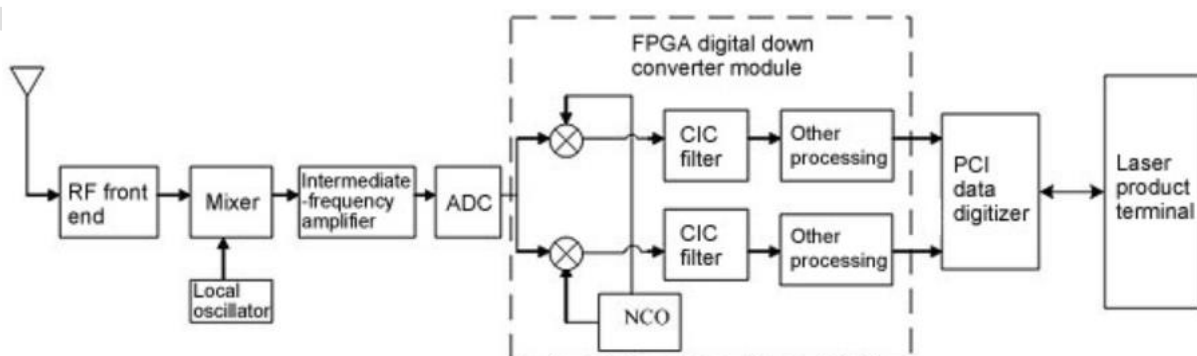 FPGA digital down
converter module
RF front
end
Mixer
Intermediate
-frequency
amplifier
ADC
CIC
filter
Other
processing
PCI
data
digitizer
Laser
product
terminal
CIC
filter
Other
processing
Local
oscillator
NCO